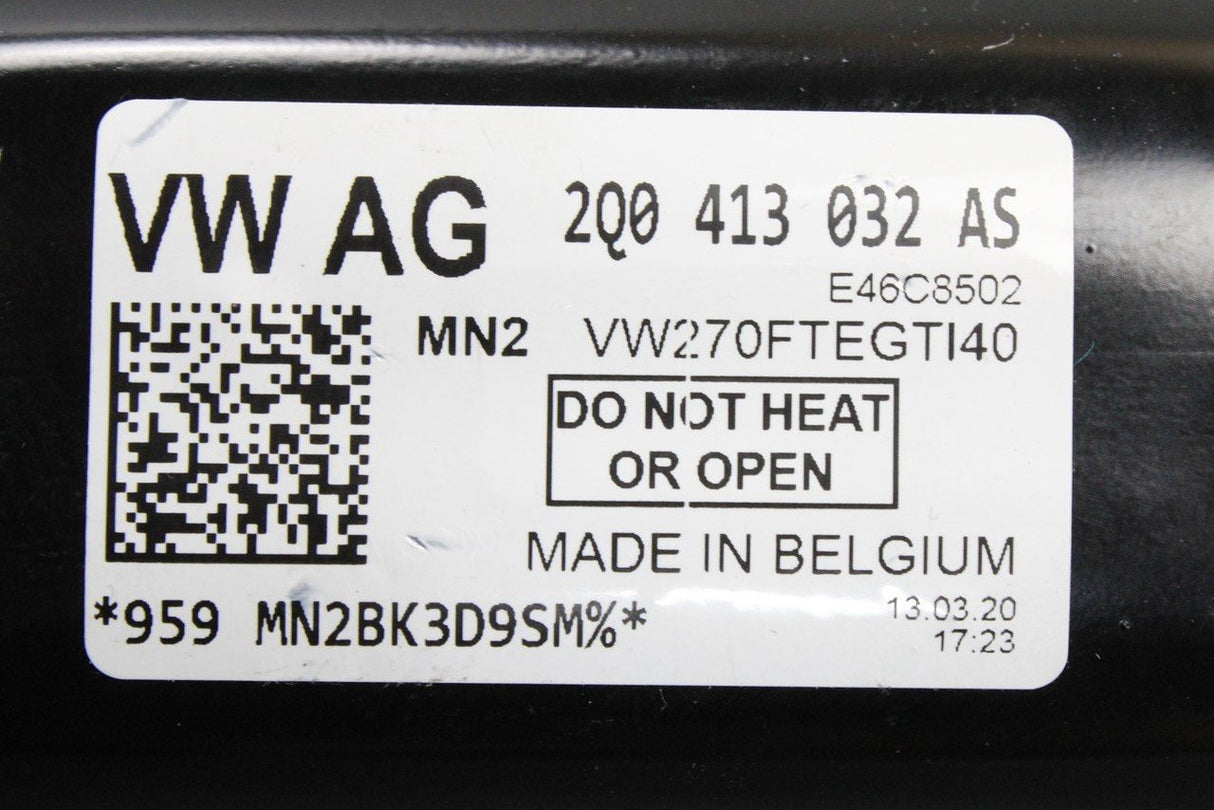 VW AG 2Q0 413 032 AS
E46C8502
MN2 VW270FTEGTI40
DO NOT HEAT
OR OPEN
MADE IN BELGIUM
*959 MN2BK3D9SM%*
13.03.20
17:23